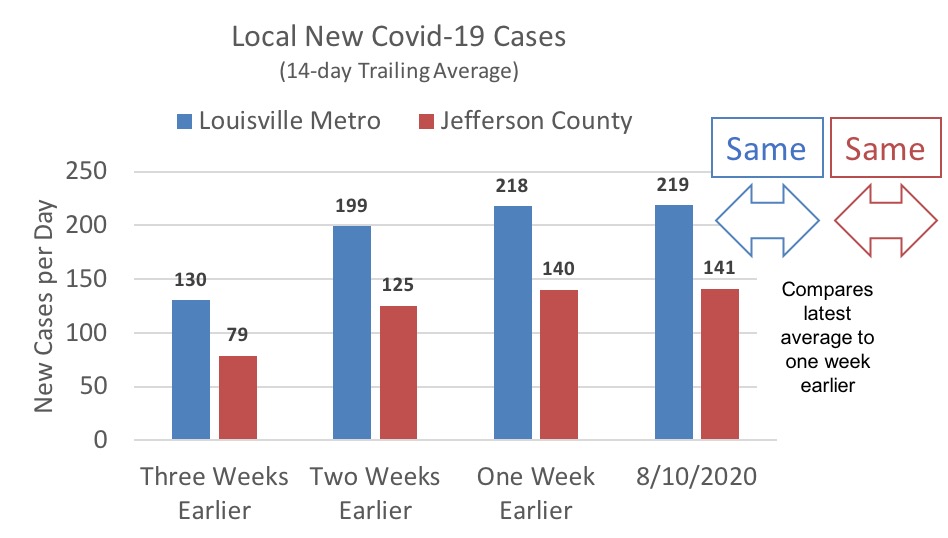 Local New Covid-19 Cases
(14-day Trailing Average)
Louisville Metro
Jefferson County
Same
Same
New Cases per Day
250
200
150
100
50
0
130
79
199
125
218
140
219
141
Compares
latest
average to
one week
earlier
Three Weeks
Earlier
Two Weeks
Earlier
One Week
Earlier
8/10/2020